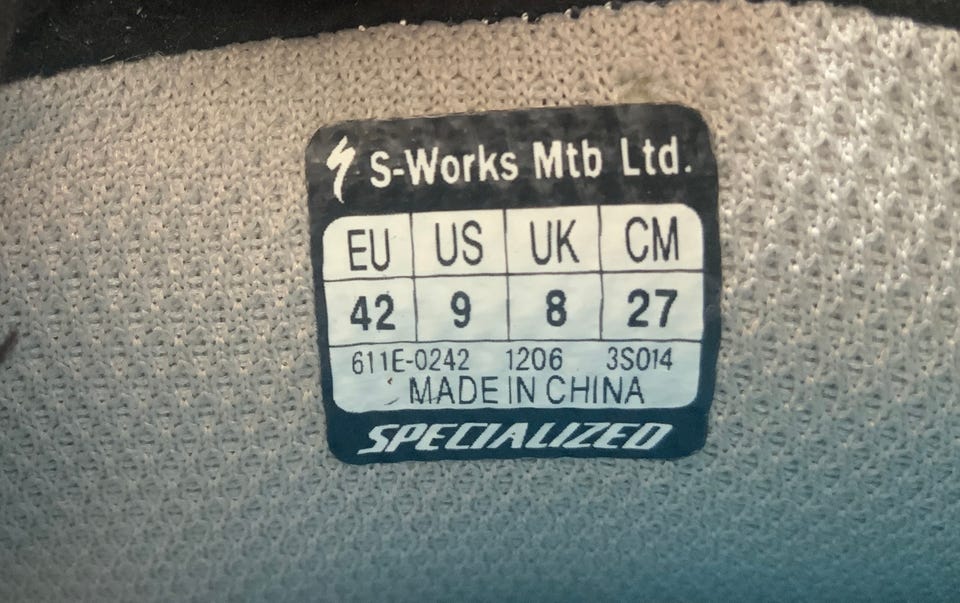 S-Works Mtb Ltd.
EU US UK CM
42 9 8 27
611E-0242 1206 3S014
MADE IN CHINA
SPECIALIZED